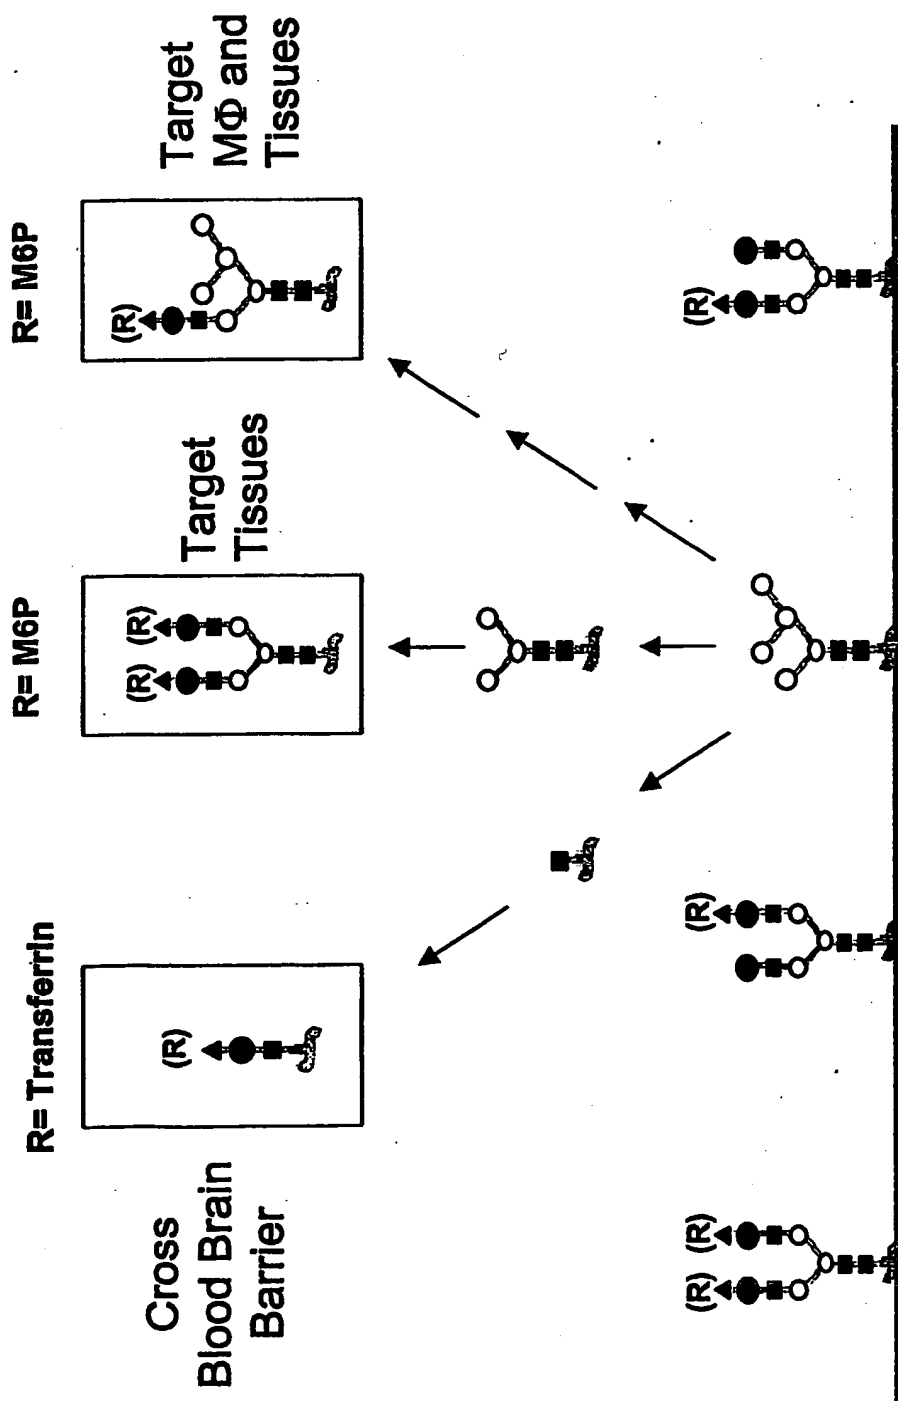 R= Transferrin
R= M6P
R= M6P
Cross
Blood Brain
Barrier
(R)
(R) (R)
Target
Tissues
(R)
Target
MΦ and
Tissues
(R) (R)
(R)
(R)